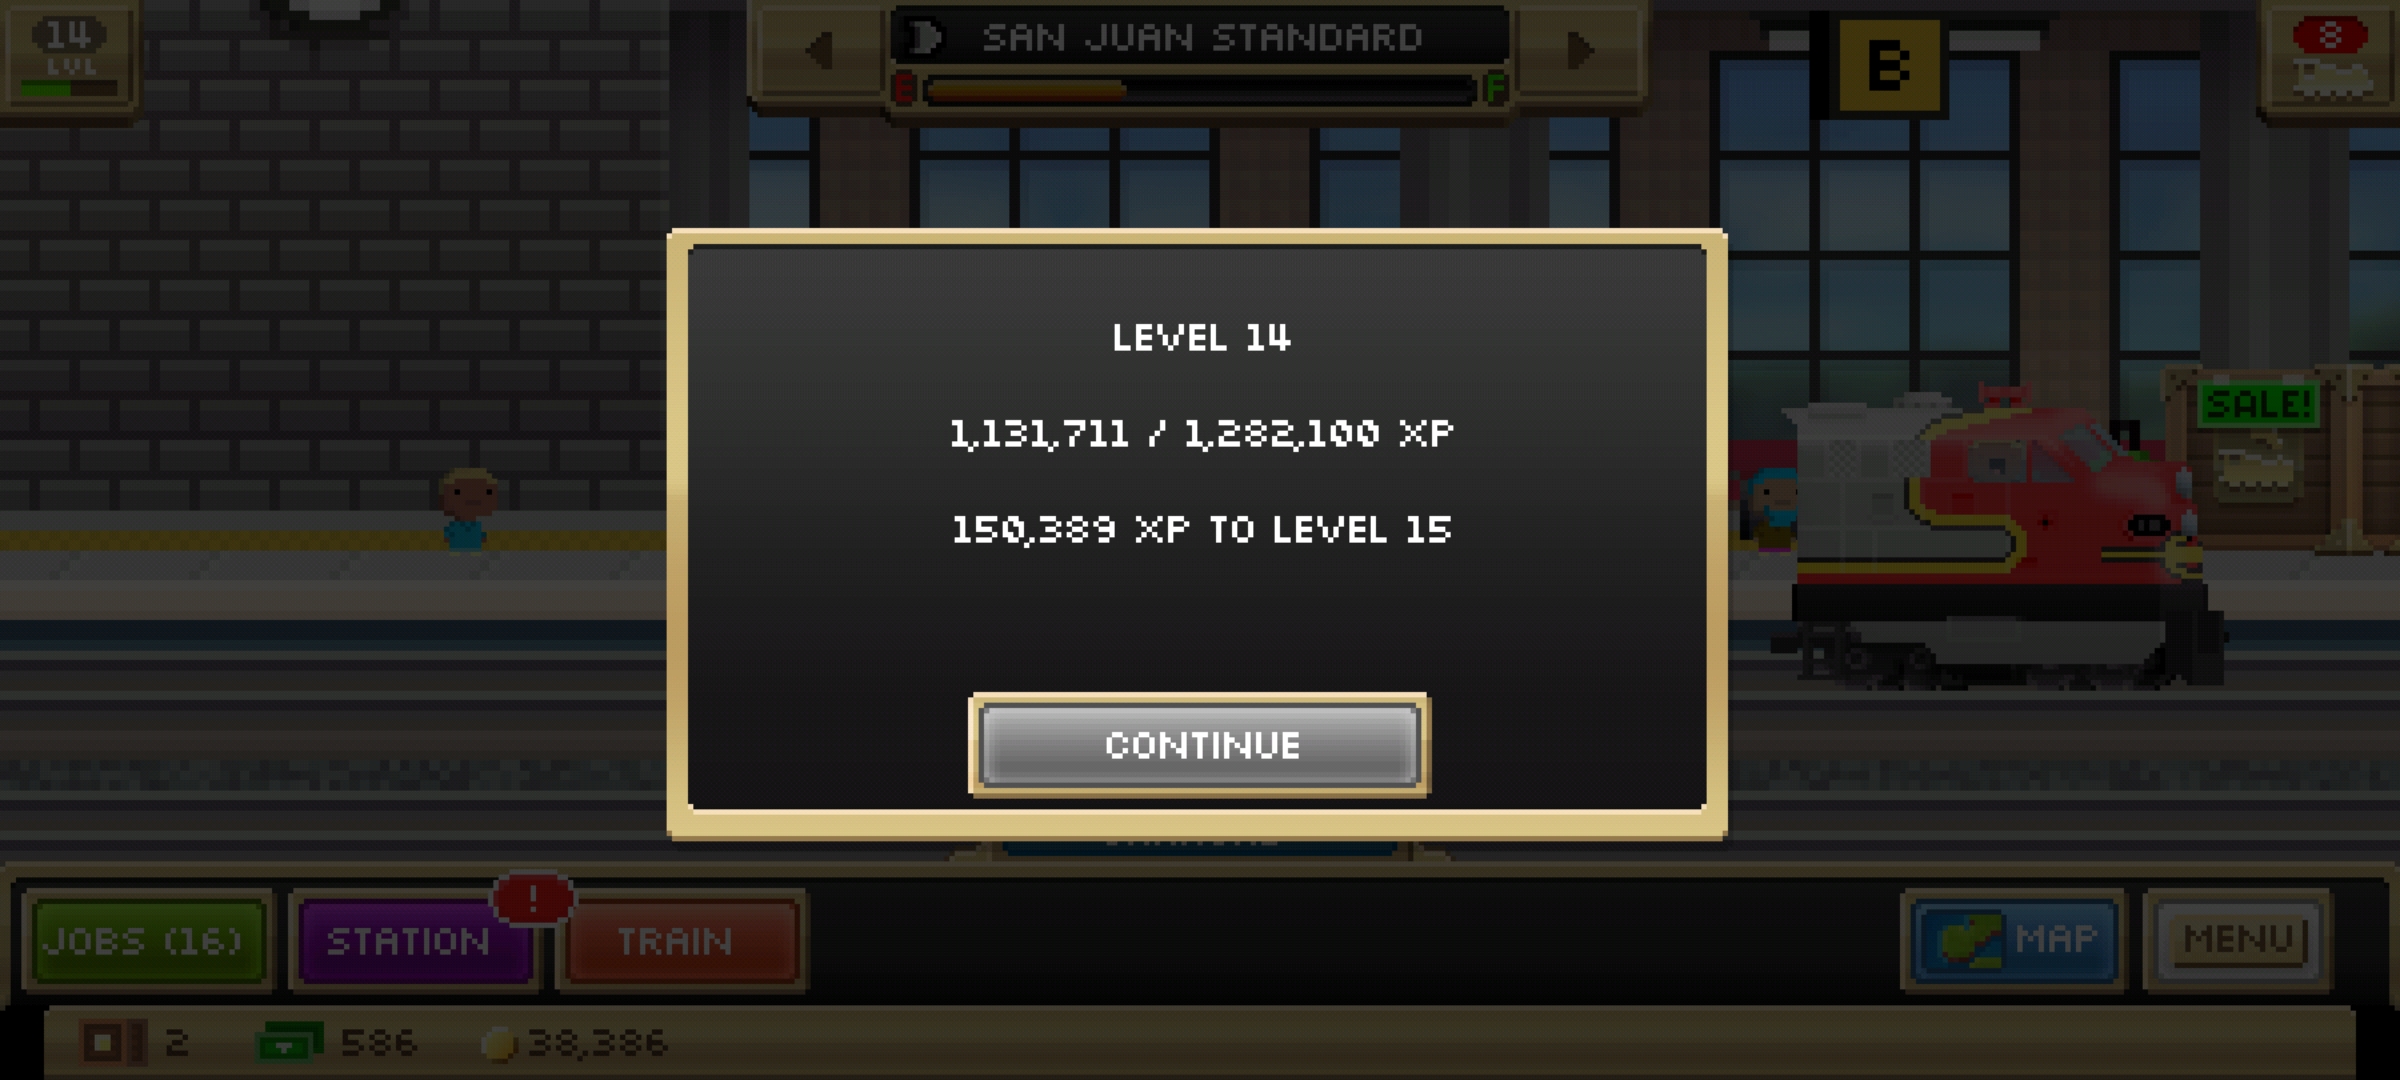 14
LVL
SAN JUAN STANDARD
E
F
B
8
SALE!
LEVEL 14
1,131,711 / 1,282,100 XP
150,389 XP TO LEVEL 15
CONTINUE
JOBS (16)
STATION
!
TRAIN
MAP
MENU
2
586
38,386